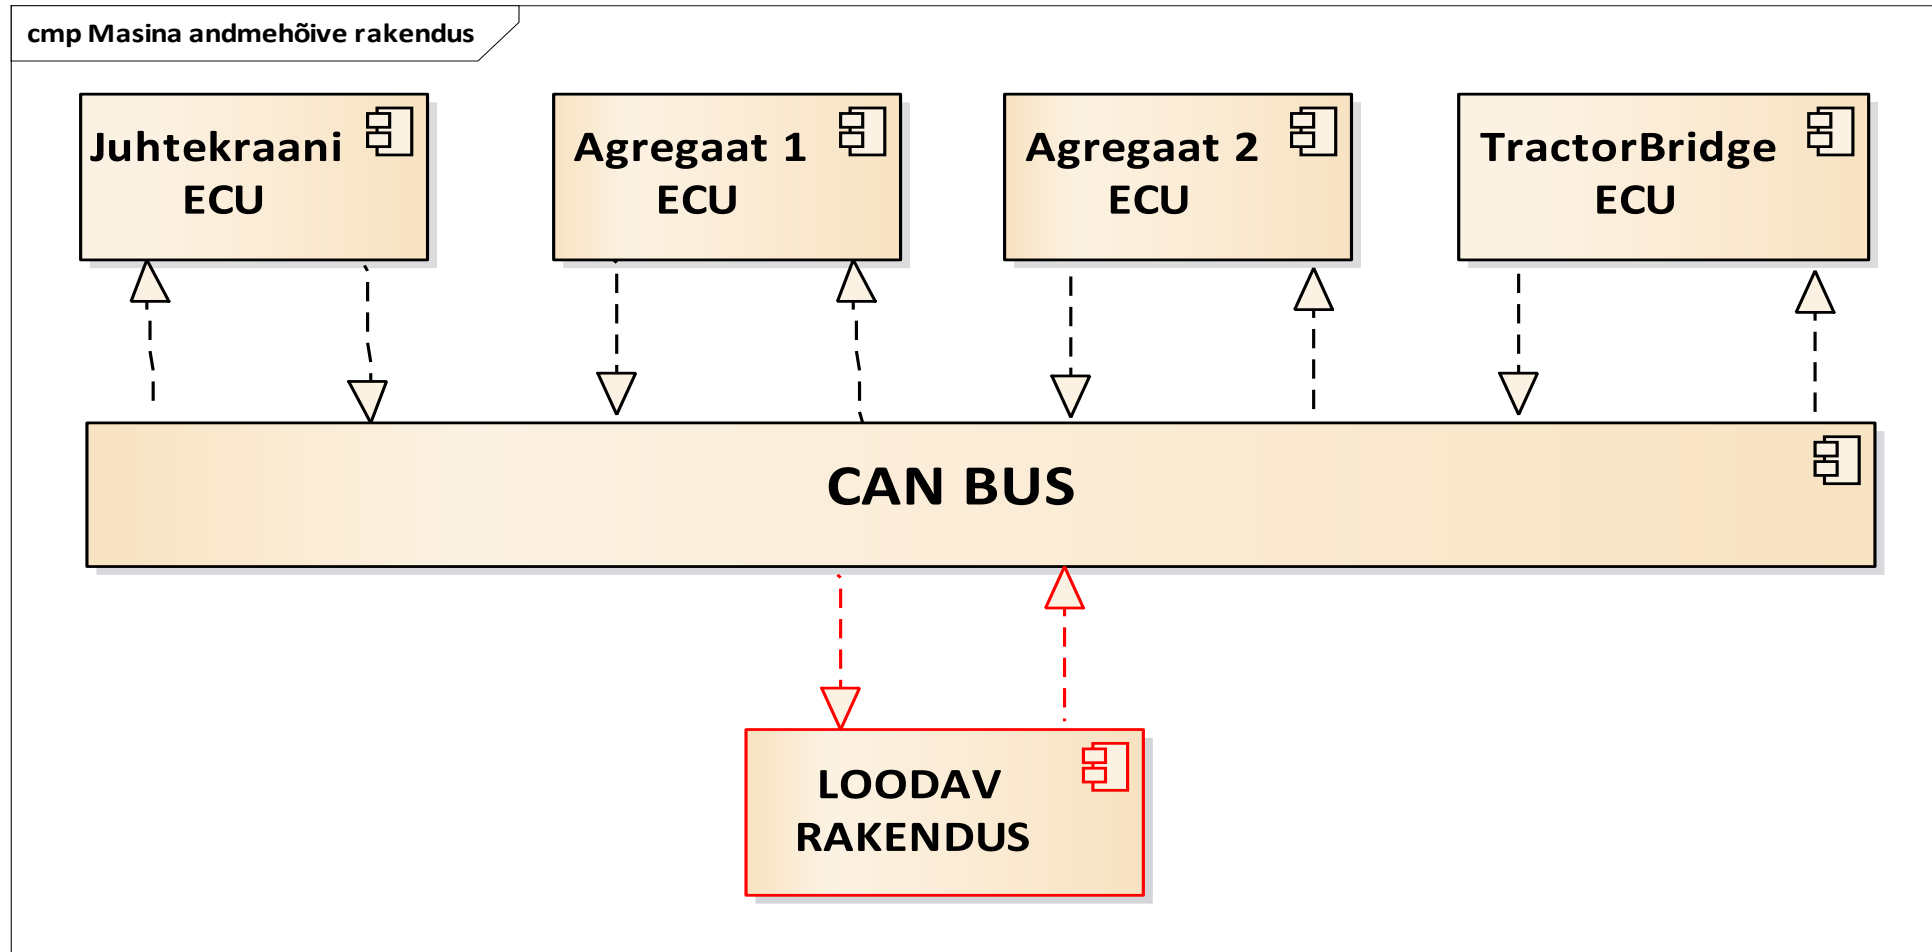 cmp Masina andmehõive rakendus
Juhtekraani
ECU
Agregaat 1
ECU
Agregaat 2
ECU
TractorBridge
ECU
CAN BUS
LOODAV
RAKENDUS